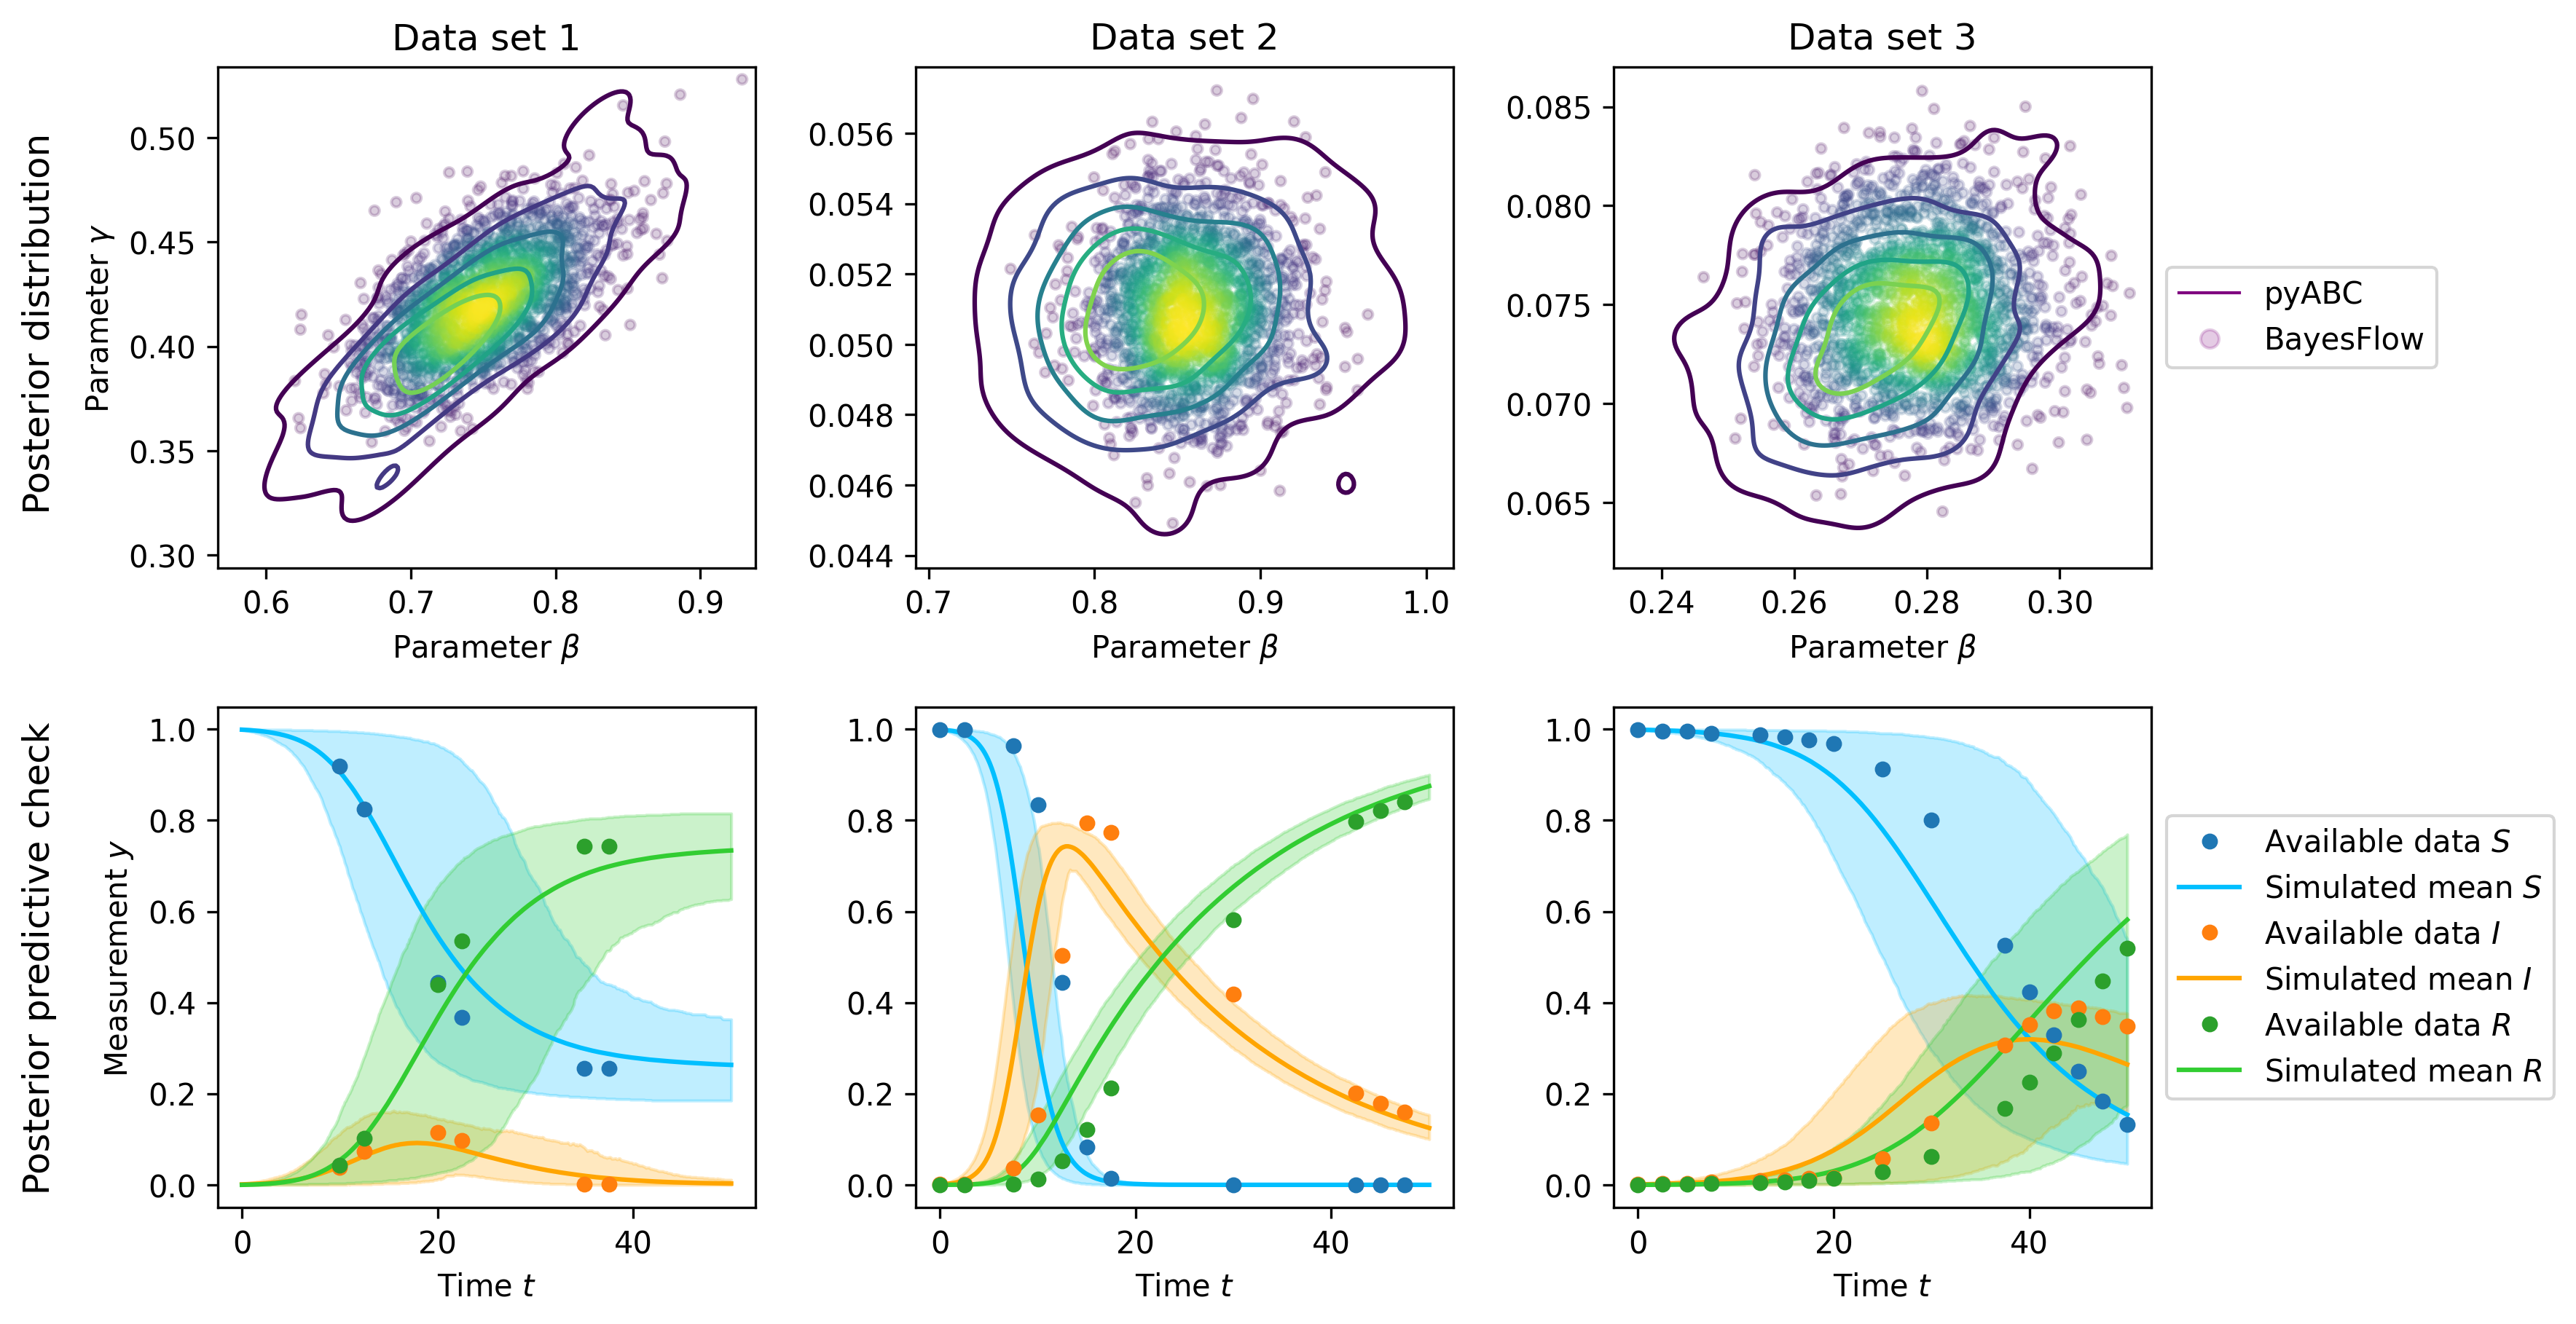 Data set 1
Data set 2
Data set 3
Posterior distribution
Parameter γ
0.50
0.45
0.40
0.35
0.30
0.6
0.7
0.8
0.9
Parameter β
0.056
0.054
0.052
0.050
0.048
0.046
0.044
0.7
0.8
0.9
1.0
Parameter β
0.085
0.080
0.075
0.070
0.065
0.24
0.26
0.28
0.30
Parameter β
pyABC
BayesFlow
Posterior predictive check
Measurement y
1.0
0.8
0.6
0.4
0.2
0.0
0
20
40
Time t
1.0
0.8
0.6
0.4
0.2
0.0
0
20
40
Time t
1.0
0.8
0.6
0.4
0.2
0.0
0
20
40
Time t
Available data S
Simulated mean S
Available data I
Simulated mean I
Available data R
Simulated mean R